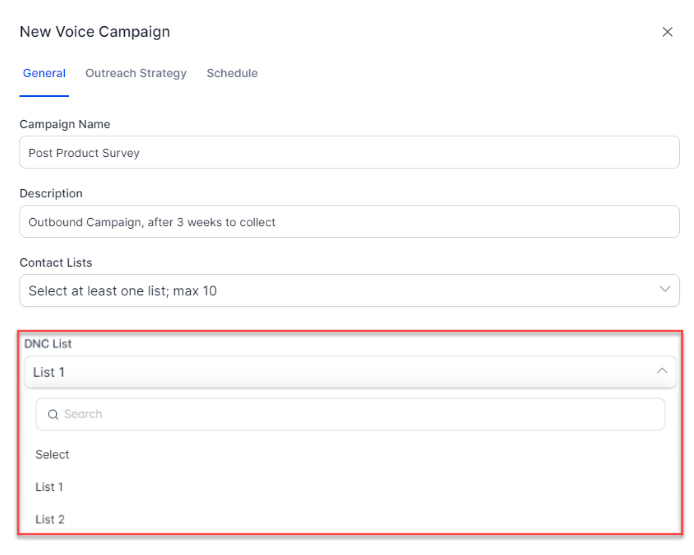 New Voice Campaign
General Outreach Strategy Schedule
Campaign Name
Post Product Survey
Description
Outbound Campaign, after 3 weeks to collect
Contact Lists
Select at least one list; max 10
DNC List
List 1
Search
Select
List 1
List 2